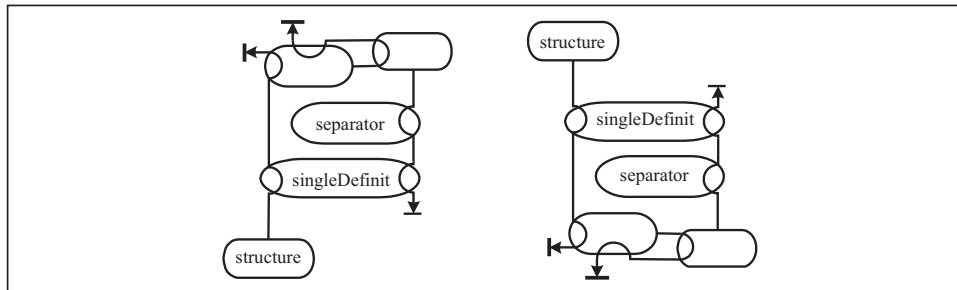 separator
singleDefinit
structure
structure
singleDefinit
separator